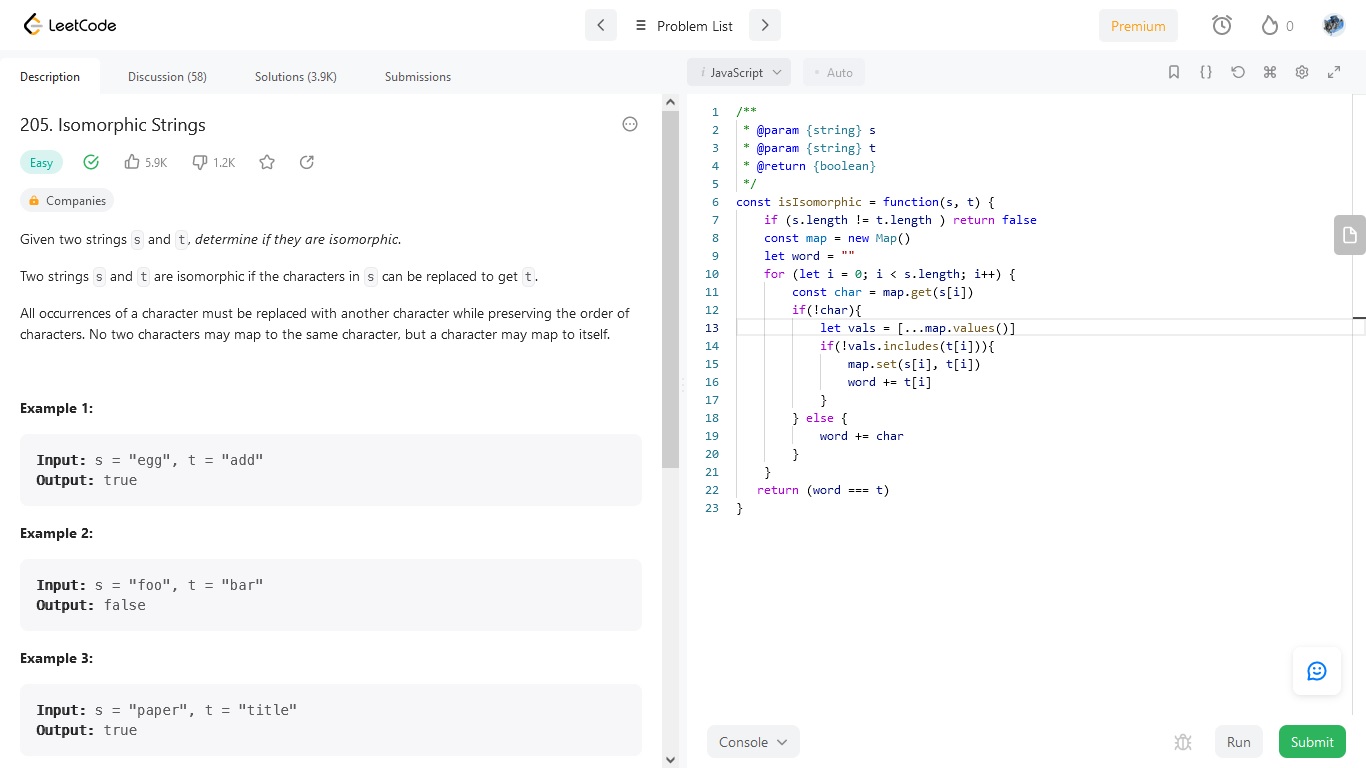 LeetCode
Problem List
Premium
0
Description
Discussion (58)
Solutions (3.9K)
Submissions
205. Isomorphic Strings
Easy
5.9K
1.2K
Companies
Given two strings s and t, determine if they are isomorphic.
Two strings s and t are isomorphic if the characters in s can be replaced to get t.
All occurrences of a character must be replaced with another character while preserving the order of
characters. No two characters may map to the same character, but a character may map to itself.
Example 1:
Input: s = "egg", t = "add"
Output: true
Example 2:
Input: s = "foo", t = "bar"
Output: false
Example 3:
Input: s = "paper", t = "title"
Output: true
i JavaScript
• Auto
1 /**
2  * @param {string} s
3  * @param {string} t
4  * @return {boolean}
5  */
6 const isIsomorphic = function(s, t) {
7     if (s.length != t.length ) return false
8     const map = new Map()
9     let word = ""
10     for (let i = 0; i < s.length; i++) {
11         const char = map.get(s[i])
12         if(!char){
13             let vals = [...map.values()]
14             if(!vals.includes(t[i])){
15                 map.set(s[i], t[i])
16                 word += t[i]
17             }
18         } else {
19             word += char
20         }
21     }
22    return (word === t)
23 }
Console
Run
Submit